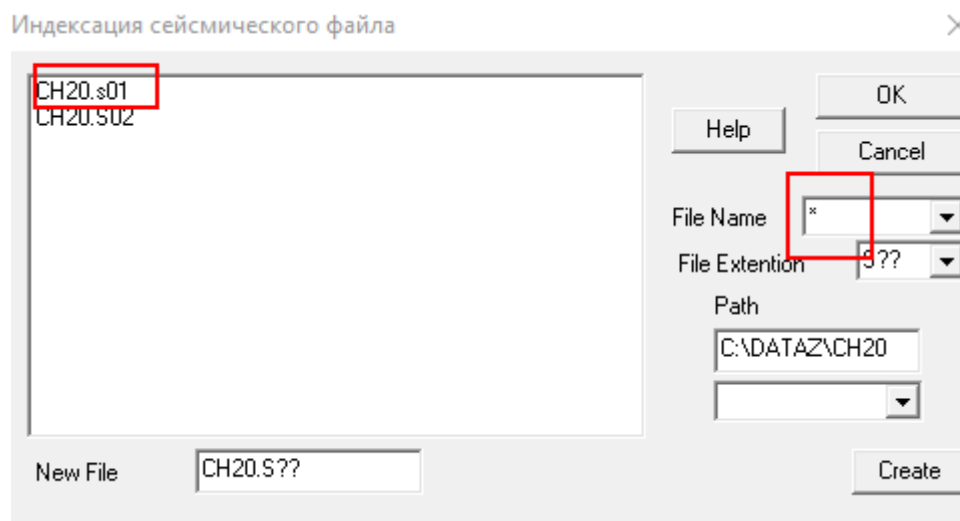 Индексация сейсмического файла
CH20.s01
CH20.S02
OK
Help
Cancel
File Name
*
File Extention
S??
Path
C:\DATAZ\CH20
New File
CH20.S??
Create